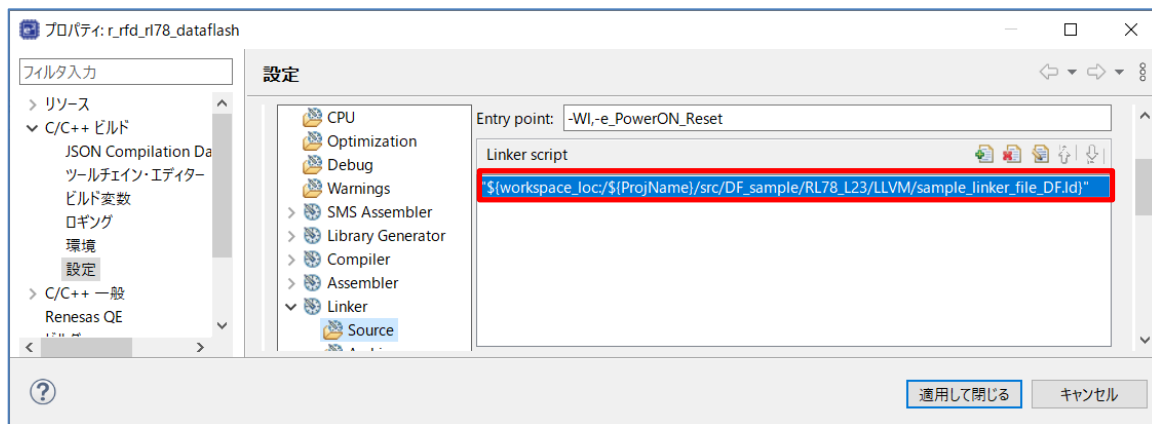 プロパティ: r_rfd_rl78_dataflash
フィルタ入力
リソース
C/C++ ビルド
JSON Compilation Da
ツールチェイン・エディター
ビルド変数
ロギング
環境
設定
C/C++ 一般
Renesas QE
設定
CPU
Optimization
Debug
Warnings
SMS Assembler
Library Generator
Compiler
Assembler
Linker
Source
Entry point: -Wl,-e_PowerON_Reset
Linker script
"${workspace_loc:/${ProjName}/src/DF_sample/RL78_L23/LLVM/sample_linker_file_DF.ld}"
適用して閉じる
キャンセル